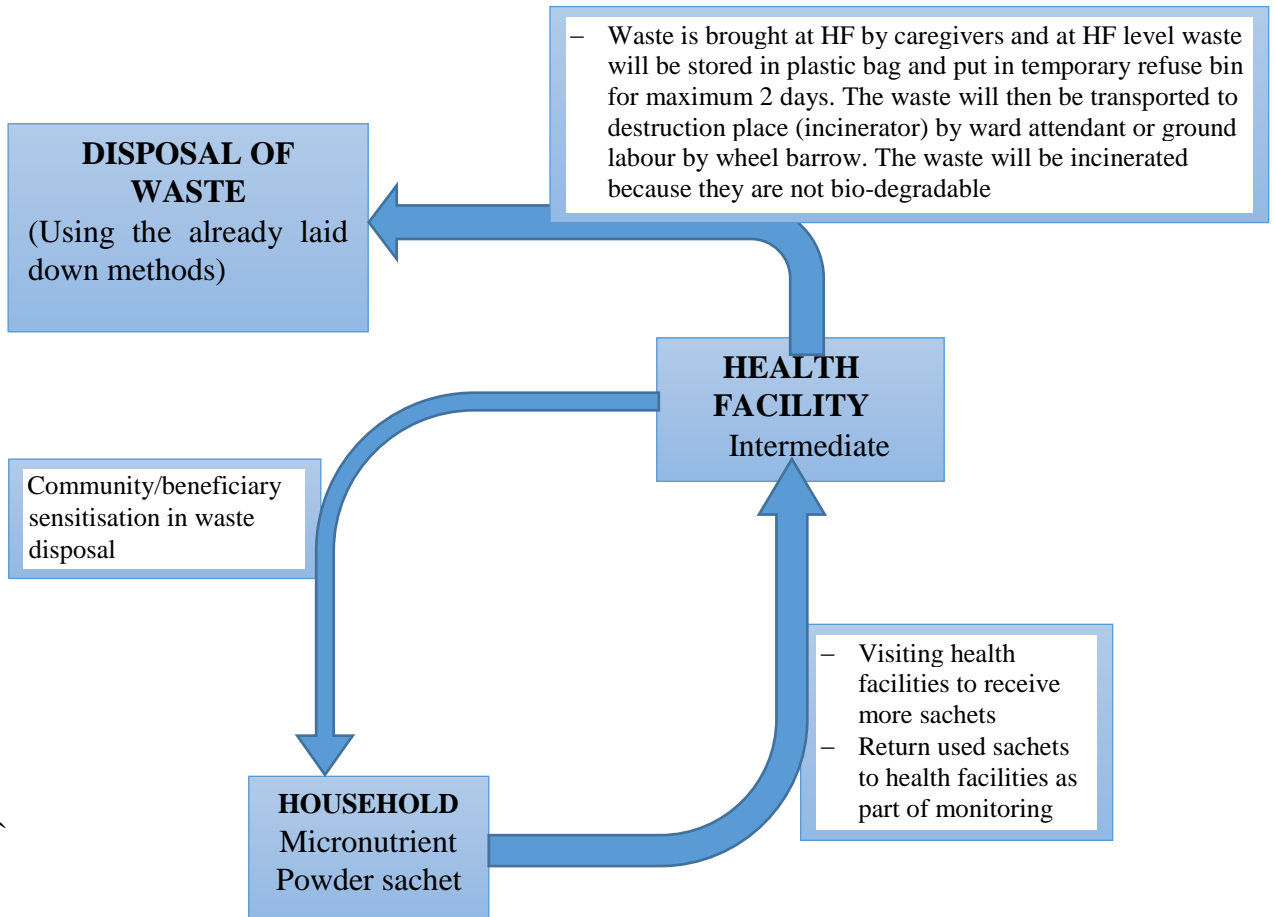 – Waste is brought at HF by caregivers and at HF level waste
will be stored in plastic bag and put in temporary refuse bin
for maximum 2 days. The waste will then be transported to
destruction place (incinerator) by ward attendant or ground
labour by wheel barrow. The waste will be incinerated
because they are not bio-degradable
DISPOSAL OF
WASTE
(Using the already laid
down methods)
HEALTH
FACILITY
Intermediate
Community/beneficiary
sensitisation in waste
disposal
– Visiting health
facilities to receive
more sachets
– Return used sachets
to health facilities as
part of monitoring
HOUSEHOLD
Micronutrient
Powder sachet